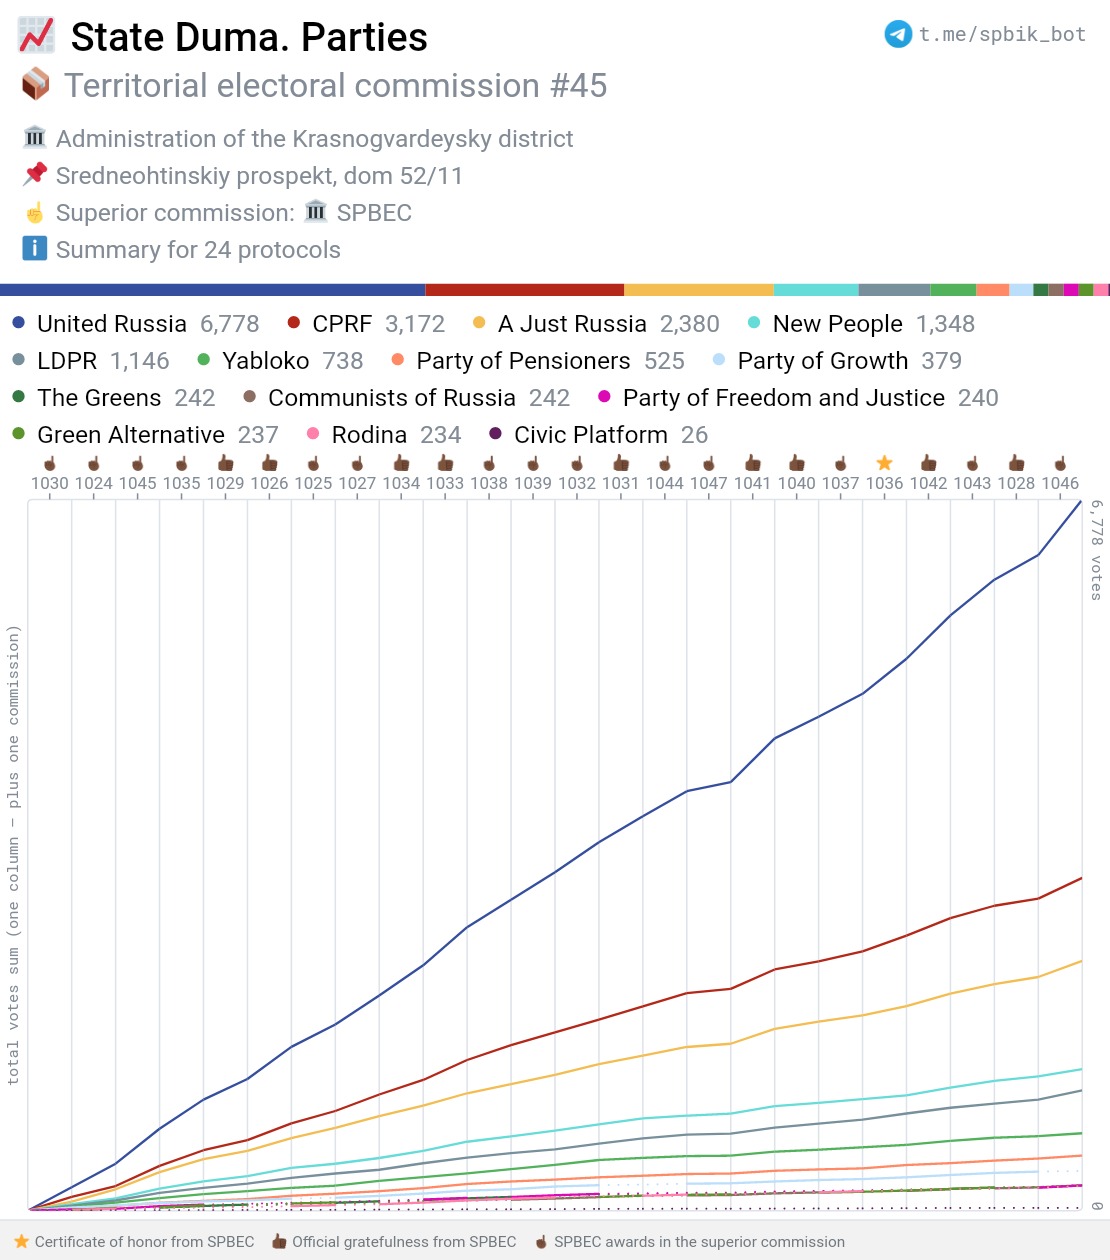 State Duma. Parties
t.me/spbik_bot
Territorial electoral commission #45
Administration of the Krasnogvardeysky district
Sredneohtinskiy prospekt, dom 52/11
Superior commission: SPBEC
Summary for 24 protocols
United Russia 6,778 CPRF 3,172 A Just Russia 2,380 New People 1,348
LDPR 1,146 Yabloko 738 Party of Pensioners 525 Party of Growth 379
The Greens 242 Communists of Russia 242 Party of Freedom and Justice 240
Green Alternative 237 Rodina 234 Civic Platform 26
1030 1024 1045 1035 1029 1026 1025 1027 1034 1033 1038 1039 1032 1031 1044 1047 1041 1040 1037 1036 1042 1043 1028 1046
6,778 votes
total votes sum (one column – plus one commission)
0
Certificate of honor from SPBEC Official gratefulness from SPBEC SPBEC awards in the superior commission